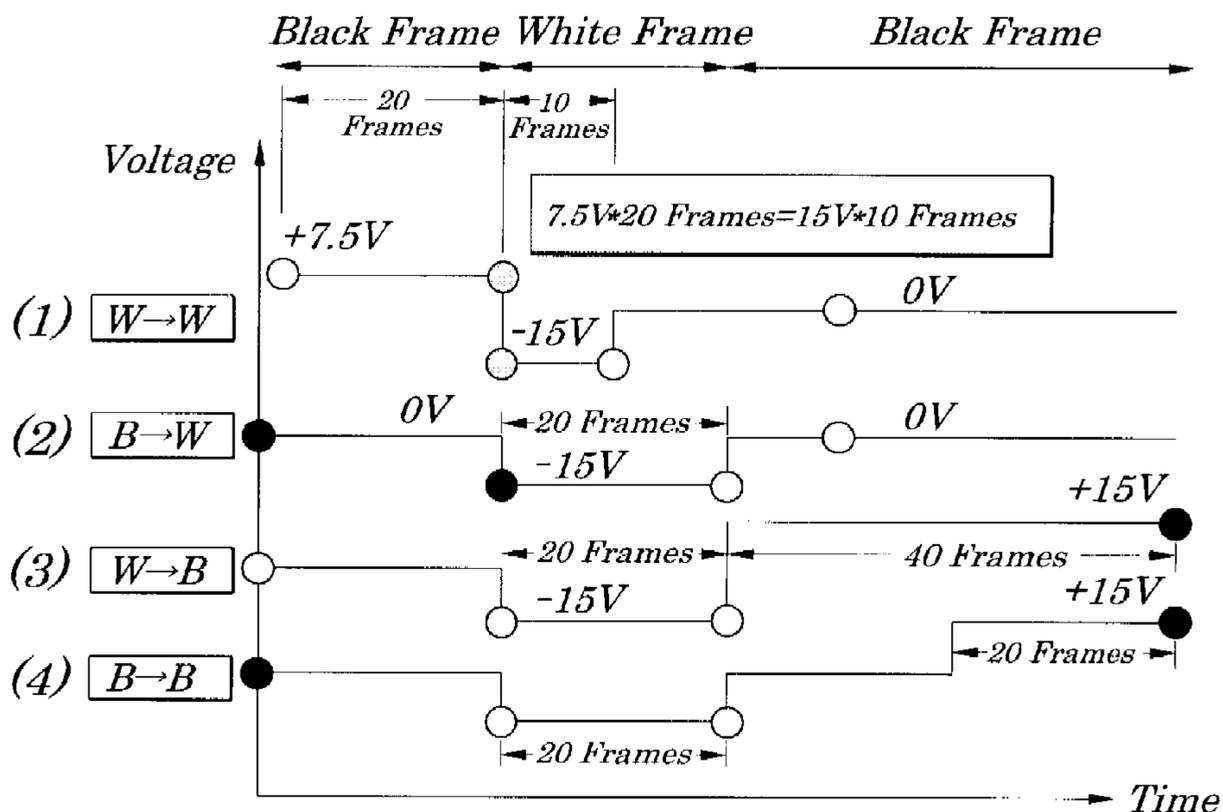 Black Frame White Frame Black Frame
20 Frames
10 Frames
Voltage
7.5V*20 Frames=15V*10 Frames
+7.5V
(1) W→W
-15V
0V
(2) B→W
0V
20 Frames
-15V
0V
+15V
(3) W→B
20 Frames
40 Frames
-15V
+15V
(4) B→B
20 Frames
20 Frames
Time